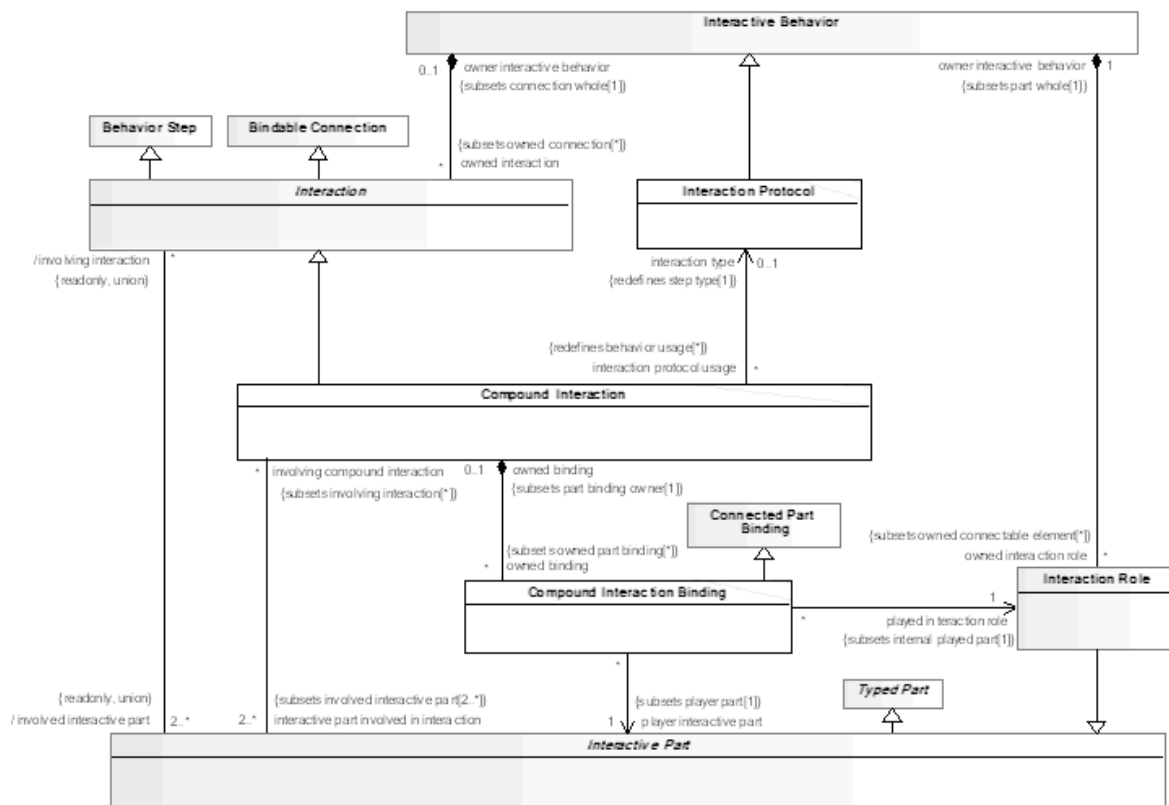 Interactive Behavior
0..1
owner interactive behavior
{subsets connection whole[1]}
owner interactive behavior
1
{subsets part whole[1]}
Behavior Step
Bindable Connection
{subsets owned connection[*]}
*
owned interaction
Interaction
Interaction Protocol
/involving interaction
*
{readonly, union}
interaction type
0..1
{redefines step type[1]}
{redefines behavior usage[*]}
interaction protocol usage
*
Compound Interaction
*
involving compound interaction
{subsets involving interaction[*]}
0..1
owned binding
{subsets part binding owner[1]}
Connected Part
Binding
{subsets owned part binding[*]}
*
owned binding
{subsets owned connectable element[*]}
owned interaction role
*
Compound Interaction Binding
Interaction Role
*
1
played in teraction role
{subsets internal played part[1]}
*
{readonly, union}
/involved interactive part
2..*
{subsets involved interactive part[2..*]}
2..*
interactive part involved in interaction
{subsets player part[1]}
1
player interactive part
Typed Part
Interactive Part